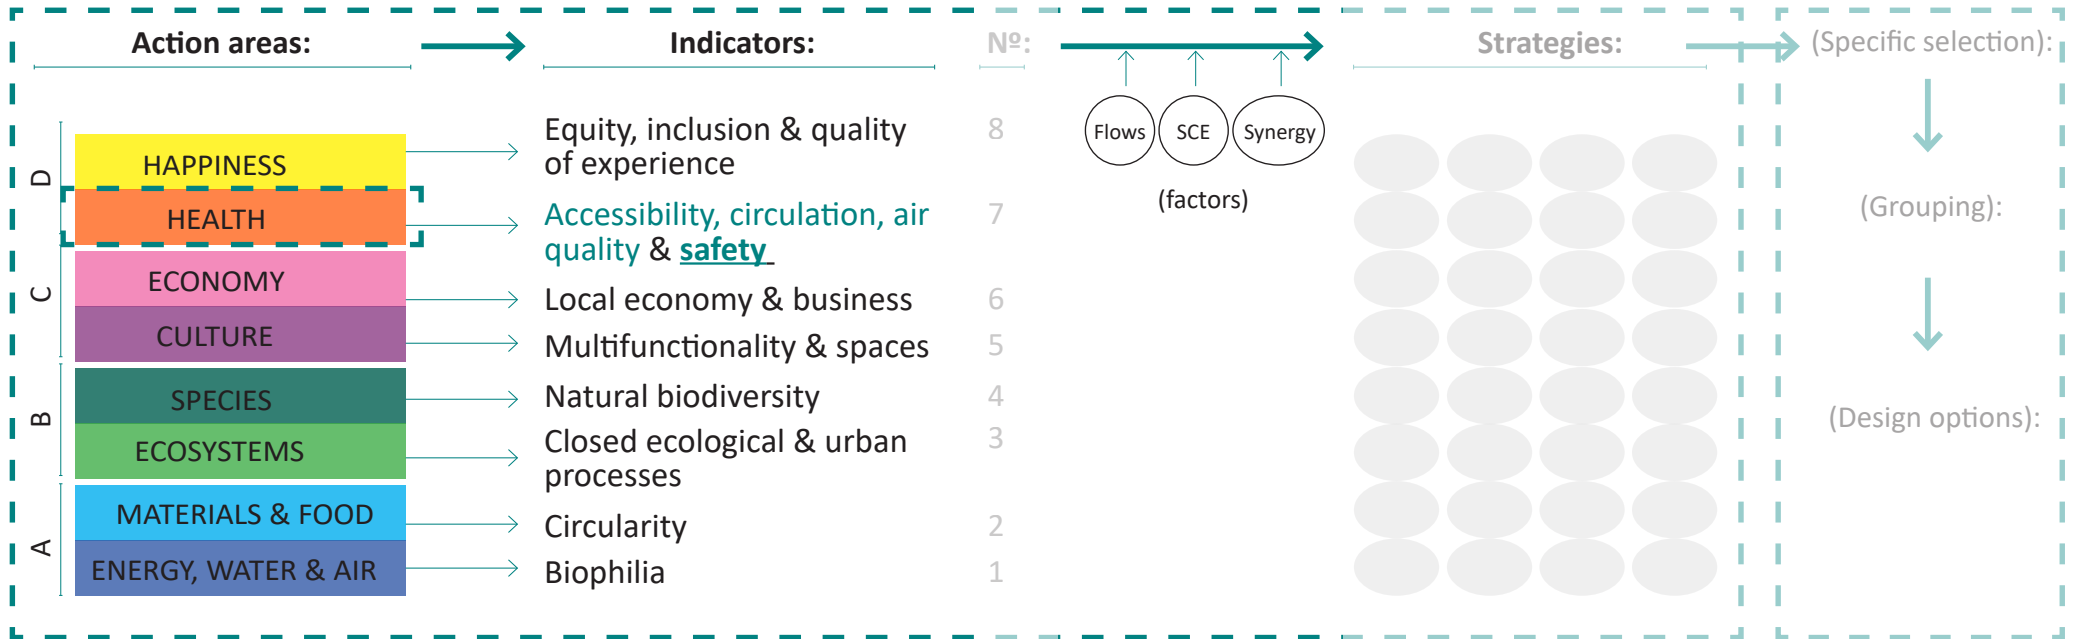 Action areas:
Indicators:
Nº:
Strategies:
(Specific selection):
Flows
SCE
Synergy
(factors)
D
HAPPINESS
Equity, inclusion & quality
of experience
8
HEALTH
Accessibility, circulation, air
quality & safety
7
C
ECONOMY
Local economy & business
6
CULTURE
Multifunctionality & spaces
5
B
SPECIES
Natural biodiversity
4
ECOSYSTEMS
Closed ecological & urban
processes
3
A
MATERIALS & FOOD
Circularity
2
ENERGY, WATER & AIR
Biophilia
1
(Grouping):
(Design options):